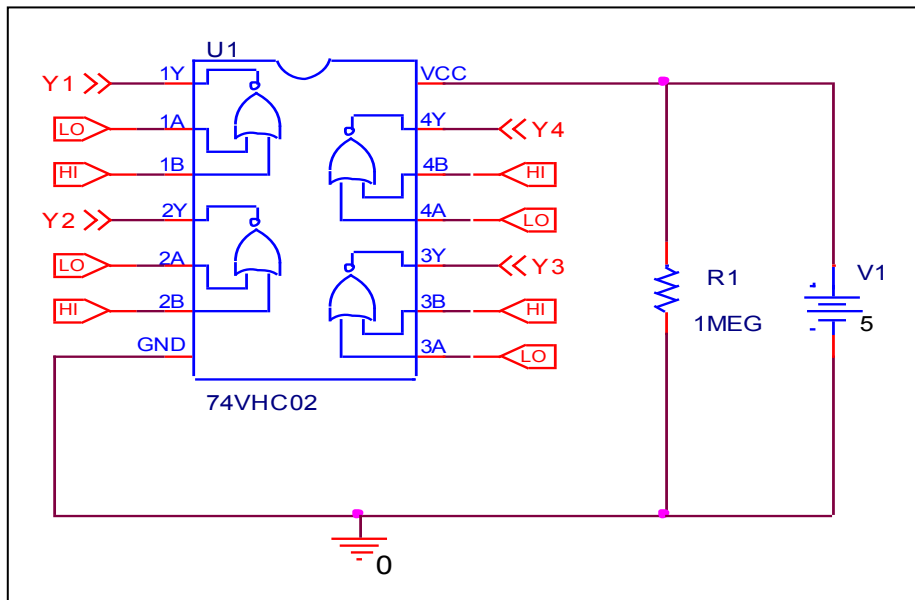 U1
Y1 1Y VCC
LO 1A 4Y Y4
HI 1B 4B HI
Y2 2Y 4A LO
LO 2A 3Y Y3
R1 V1
HI 2B 3B HI
1MEG 5
GND 3A LO
74VHC02
0